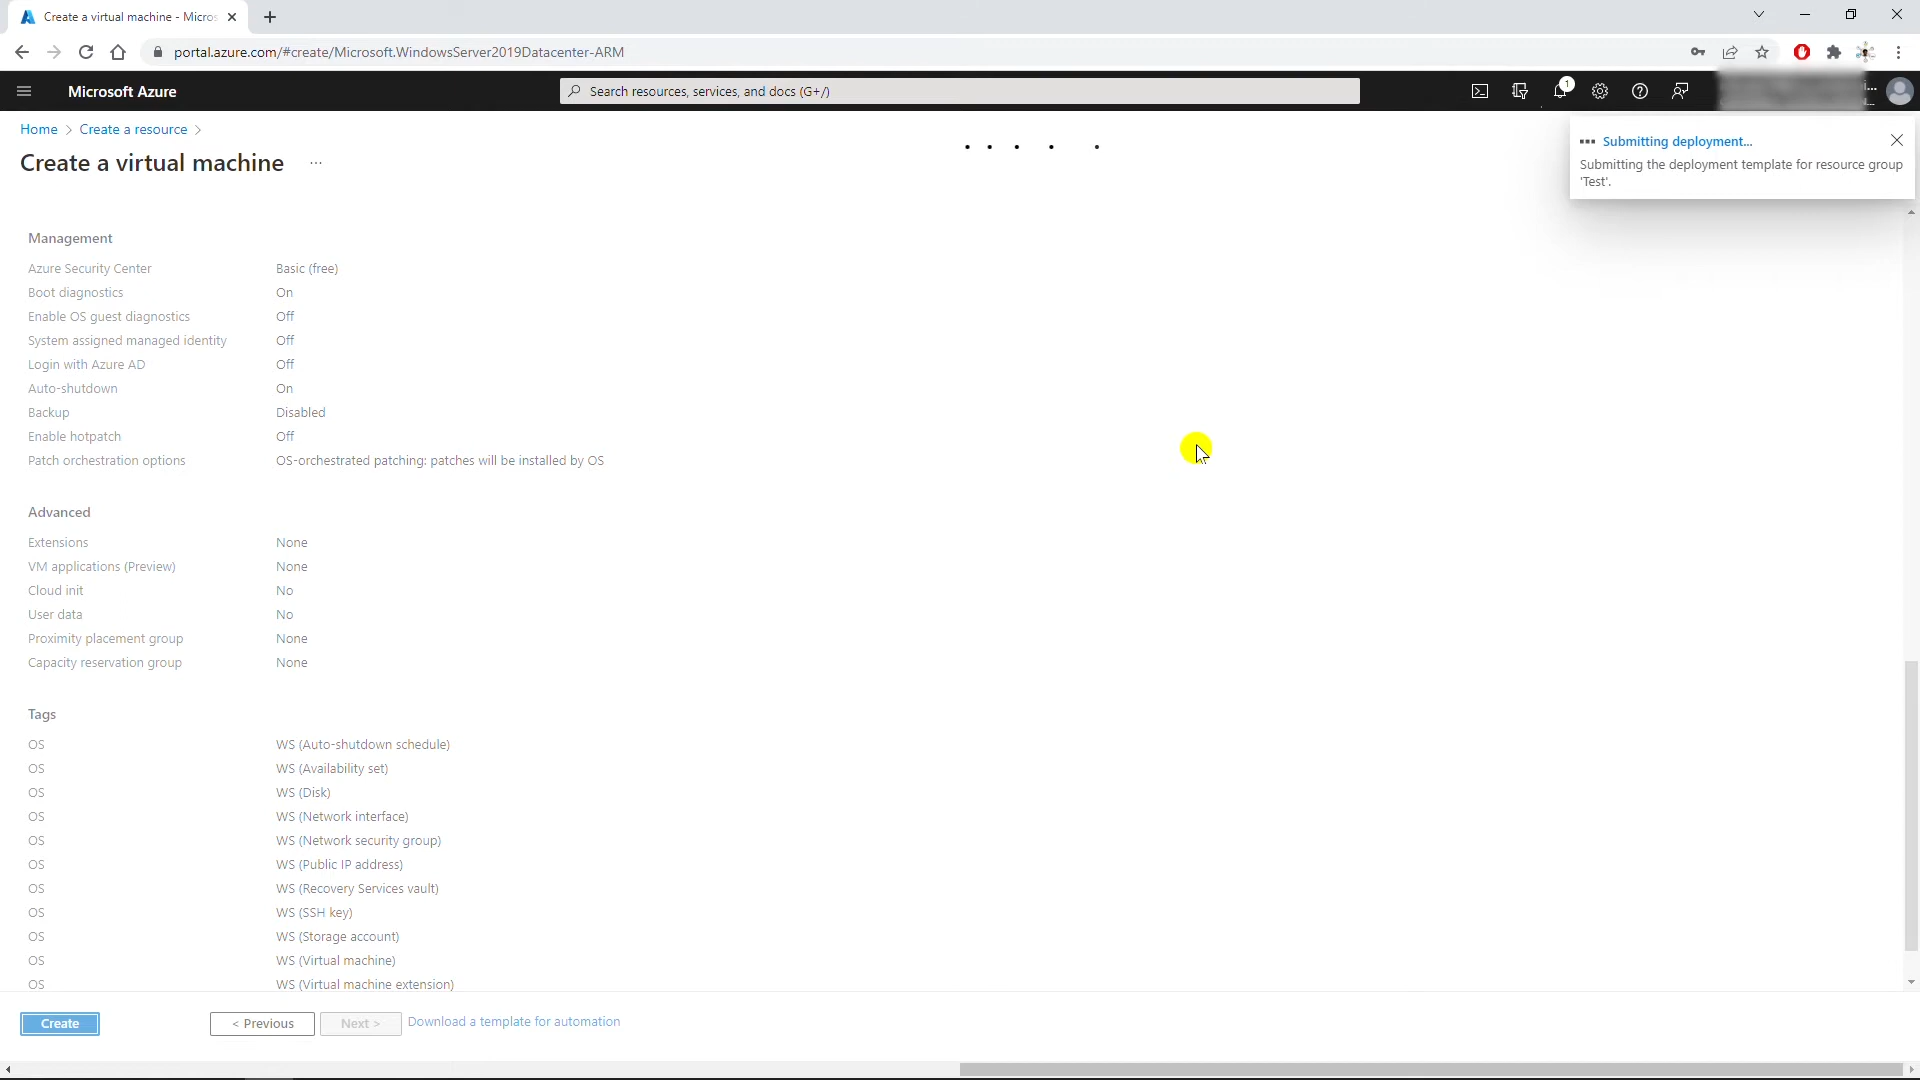 Create a virtual machine - Micros
portal.azure.com/#create/Microsoft.WindowsServer2019Datacenter-ARM
Microsoft Azure
Search resources, services, and docs (G+/)
1
Home > Create a resource >
Create a virtual machine ...
Submitting deployment...
Submitting the deployment template for resource group
'Test'.
Management
Azure Security Center Basic (free)
Boot diagnostics On
Enable OS guest diagnostics Off
System assigned managed identity Off
Login with Azure AD Off
Auto-shutdown On
Backup Disabled
Enable hotpatch Off
Patch orchestration options OS-orchestrated patching: patches will be installed by OS
Advanced
Extensions None
VM applications (Preview) None
Cloud init No
User data No
Proximity placement group None
Capacity reservation group None
Tags
OS WS (Auto-shutdown schedule)
OS WS (Availability set)
OS WS (Disk)
OS WS (Network interface)
OS WS (Network security group)
OS WS (Public IP address)
OS WS (Recovery Services vault)
OS WS (SSH key)
OS WS (Storage account)
OS WS (Virtual machine)
OS WS (Virtual machine extension)
Create < Previous Next > Download a template for automation